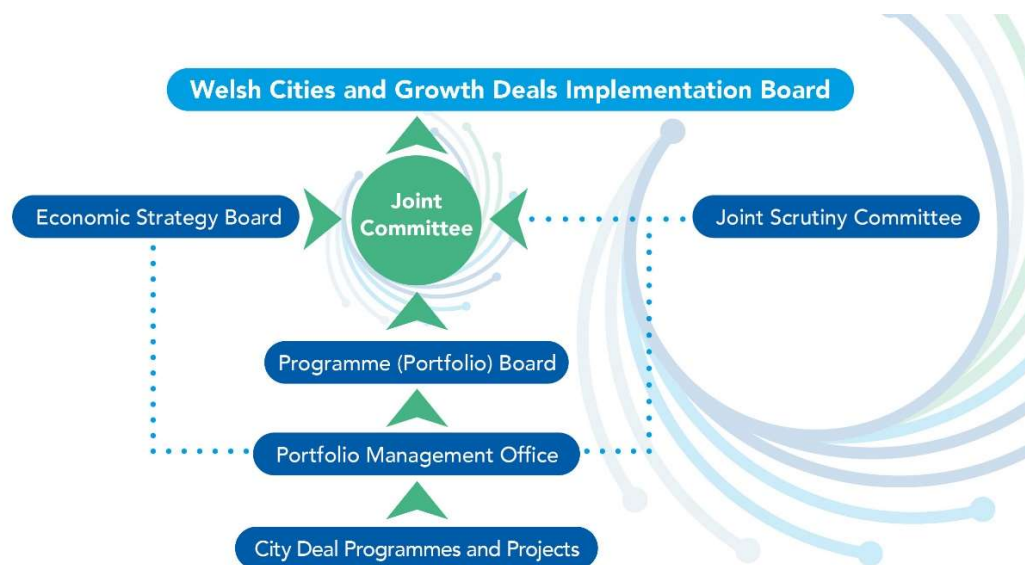 Welsh Cities and Growth Deals Implementation Board
Joint
Committee
Economic Strategy Board
Joint Scrutiny Committee
Programme (Portfolio) Board
Portfolio Management Office
City Deal Programmes and Projects